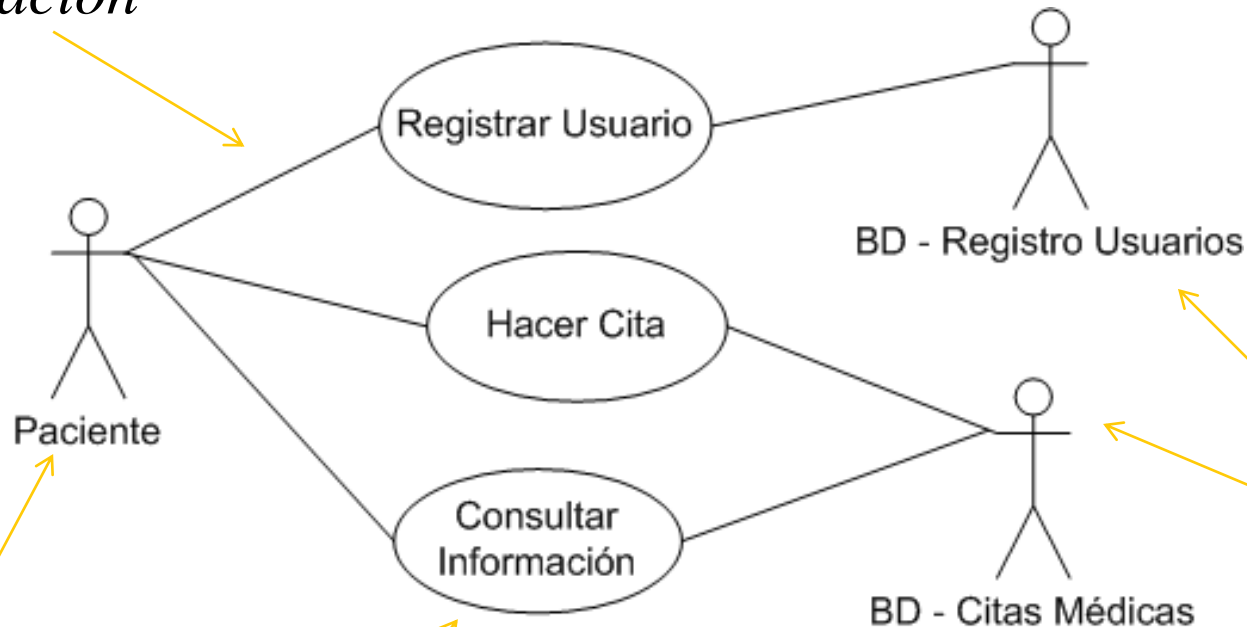 Registrar Usuario
BD - Registro Usuarios
Hacer Cita
Paciente
Consultar
Información
BD - Citas Médicas